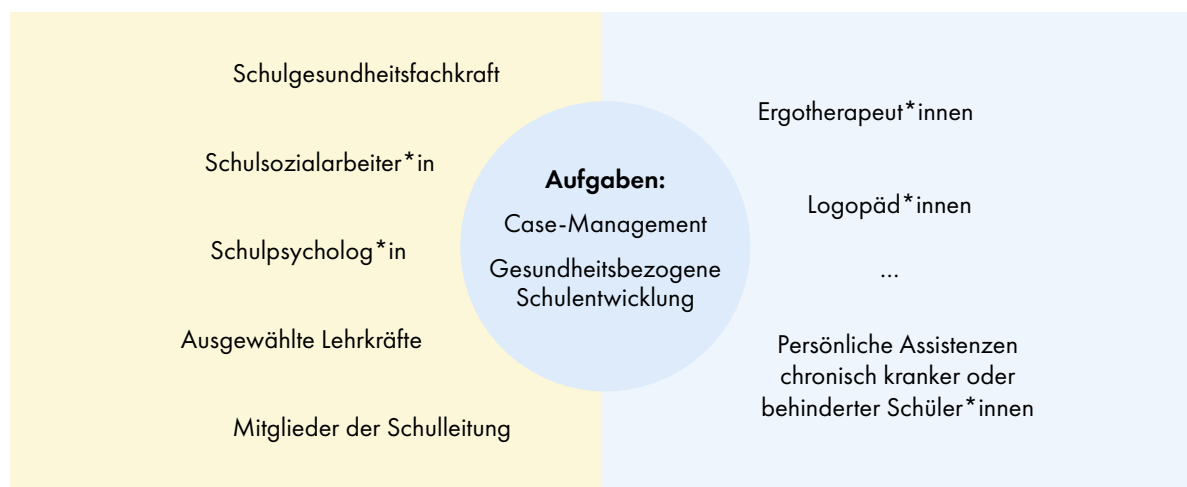 Schulgesundheitsfachkraft
Schulsozialarbeiter*in
Schulpsycholog*in
Ausgewählte Lehrkräfte
Mitglieder der Schulleitung
Aufgaben:
Case-Management
Gesundheitsbezogene
Schulentwicklung
Ergotherapeut*innen
Logopäd*innen
...
Persönliche Assistenzen
chronisch kranker oder
behinderter Schüler*innen